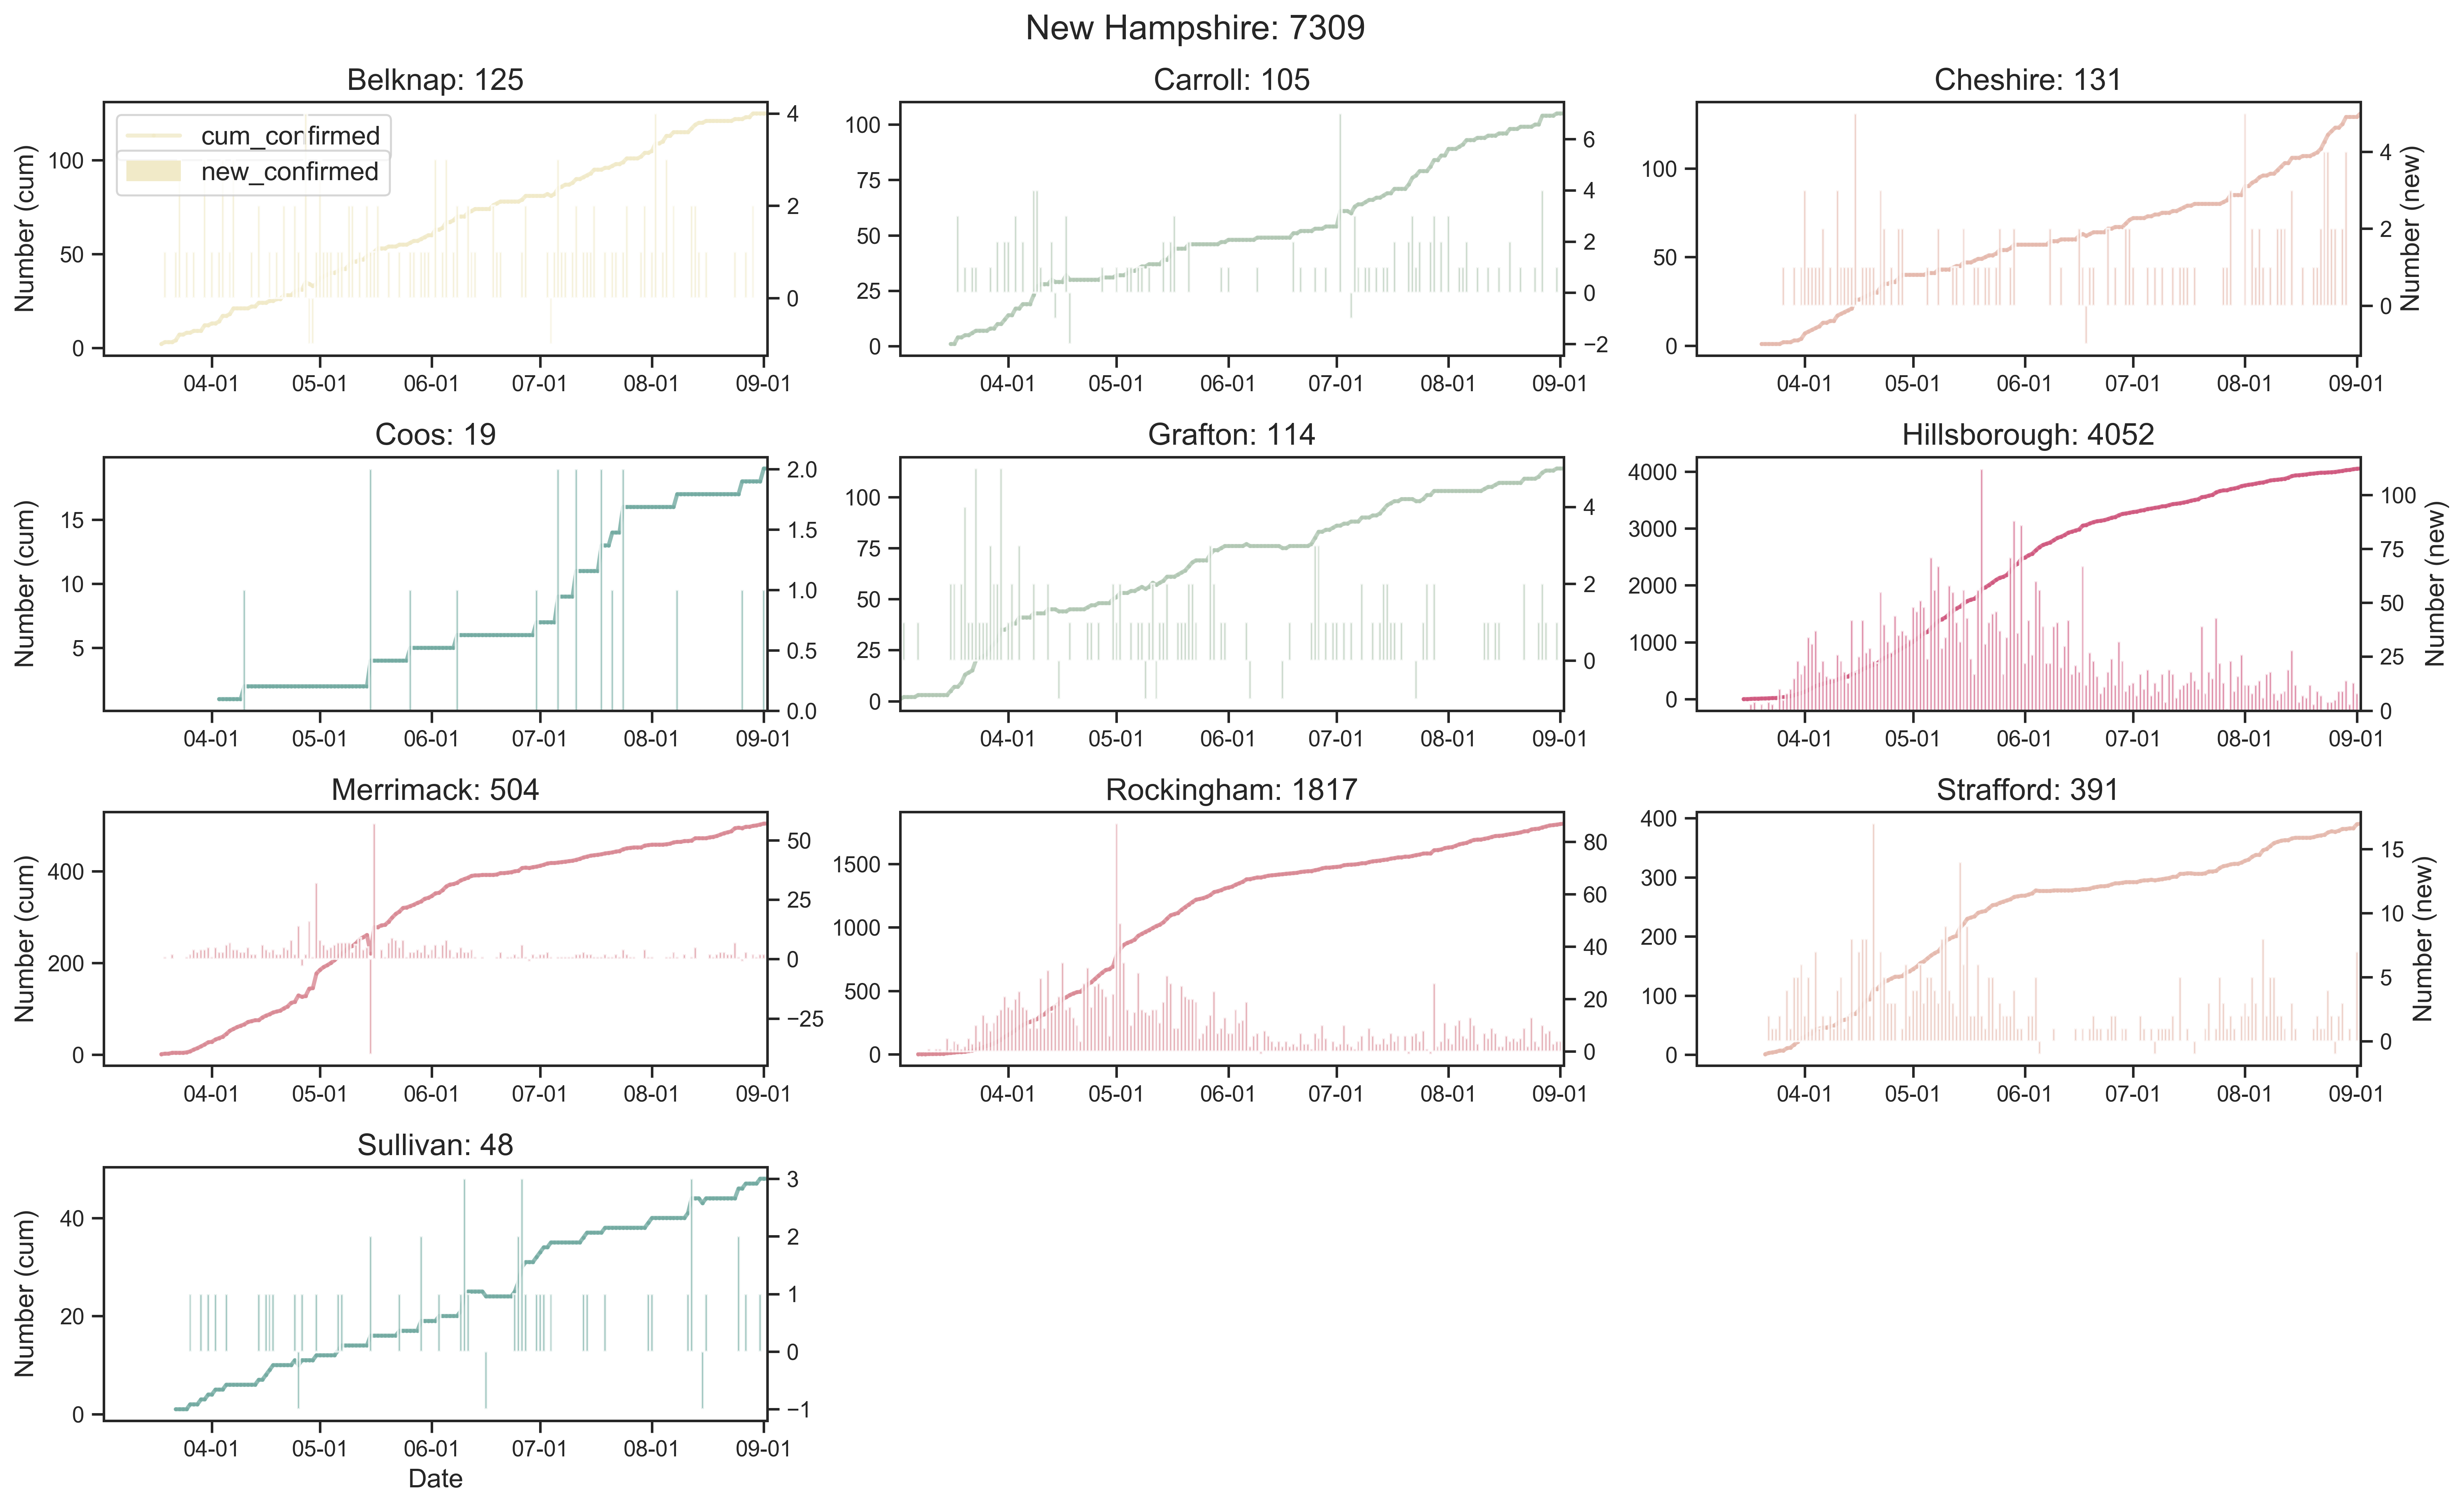 New Hampshire: 7309
Belknap: 125
Number (cum)
cum_confirmed
new_confirmed
100
50
0
4
2
0
04-01 05-01 06-01 07-01 08-01 09-01
Carroll: 105
100
75
50
25
0
6
4
2
0
−2
04-01 05-01 06-01 07-01 08-01 09-01
Cheshire: 131
100
50
0
4
2
0
Number (new)
04-01 05-01 06-01 07-01 08-01 09-01
Coos: 19
Number (cum)
15
10
5
2.0
1.5
1.0
0.5
0.0
04-01 05-01 06-01 07-01 08-01 09-01
Grafton: 114
100
75
50
25
0
4
2
0
04-01 05-01 06-01 07-01 08-01 09-01
Hillsborough: 4052
4000
3000
2000
1000
0
100
75
50
25
0
Number (new)
04-01 05-01 06-01 07-01 08-01 09-01
Merrimack: 504
Number (cum)
400
200
0
50
25
0
−25
04-01 05-01 06-01 07-01 08-01 09-01
Rockingham: 1817
1500
1000
500
0
80
60
40
20
0
04-01 05-01 06-01 07-01 08-01 09-01
Strafford: 391
400
300
200
100
0
15
10
5
0
Number (new)
04-01 05-01 06-01 07-01 08-01 09-01
Sullivan: 48
Number (cum)
40
20
0
3
2
1
0
−1
04-01 05-01 06-01 07-01 08-01 09-01
Date